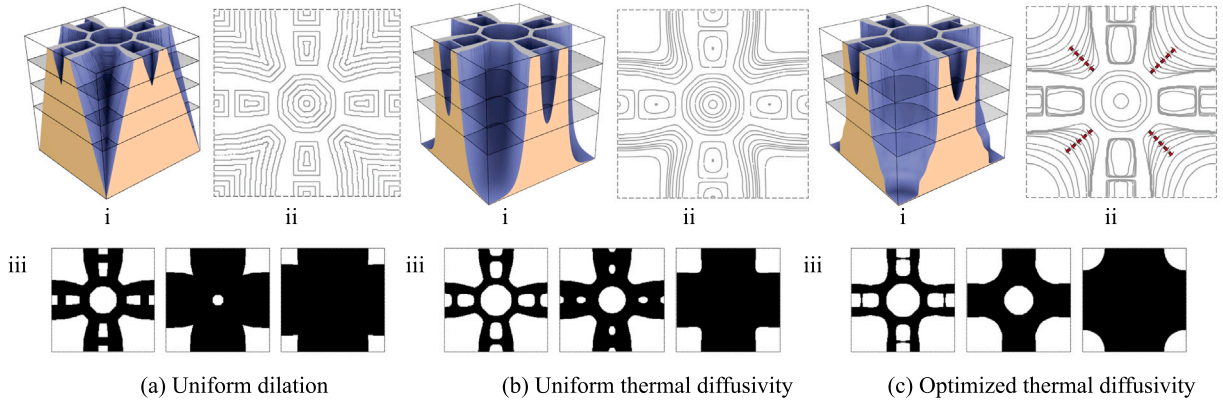 i
ii
i
ii
i
ii
iii
iii
iii
(a) Uniform dilation
(b) Uniform thermal diffusivity
(c) Optimized thermal diffusivity